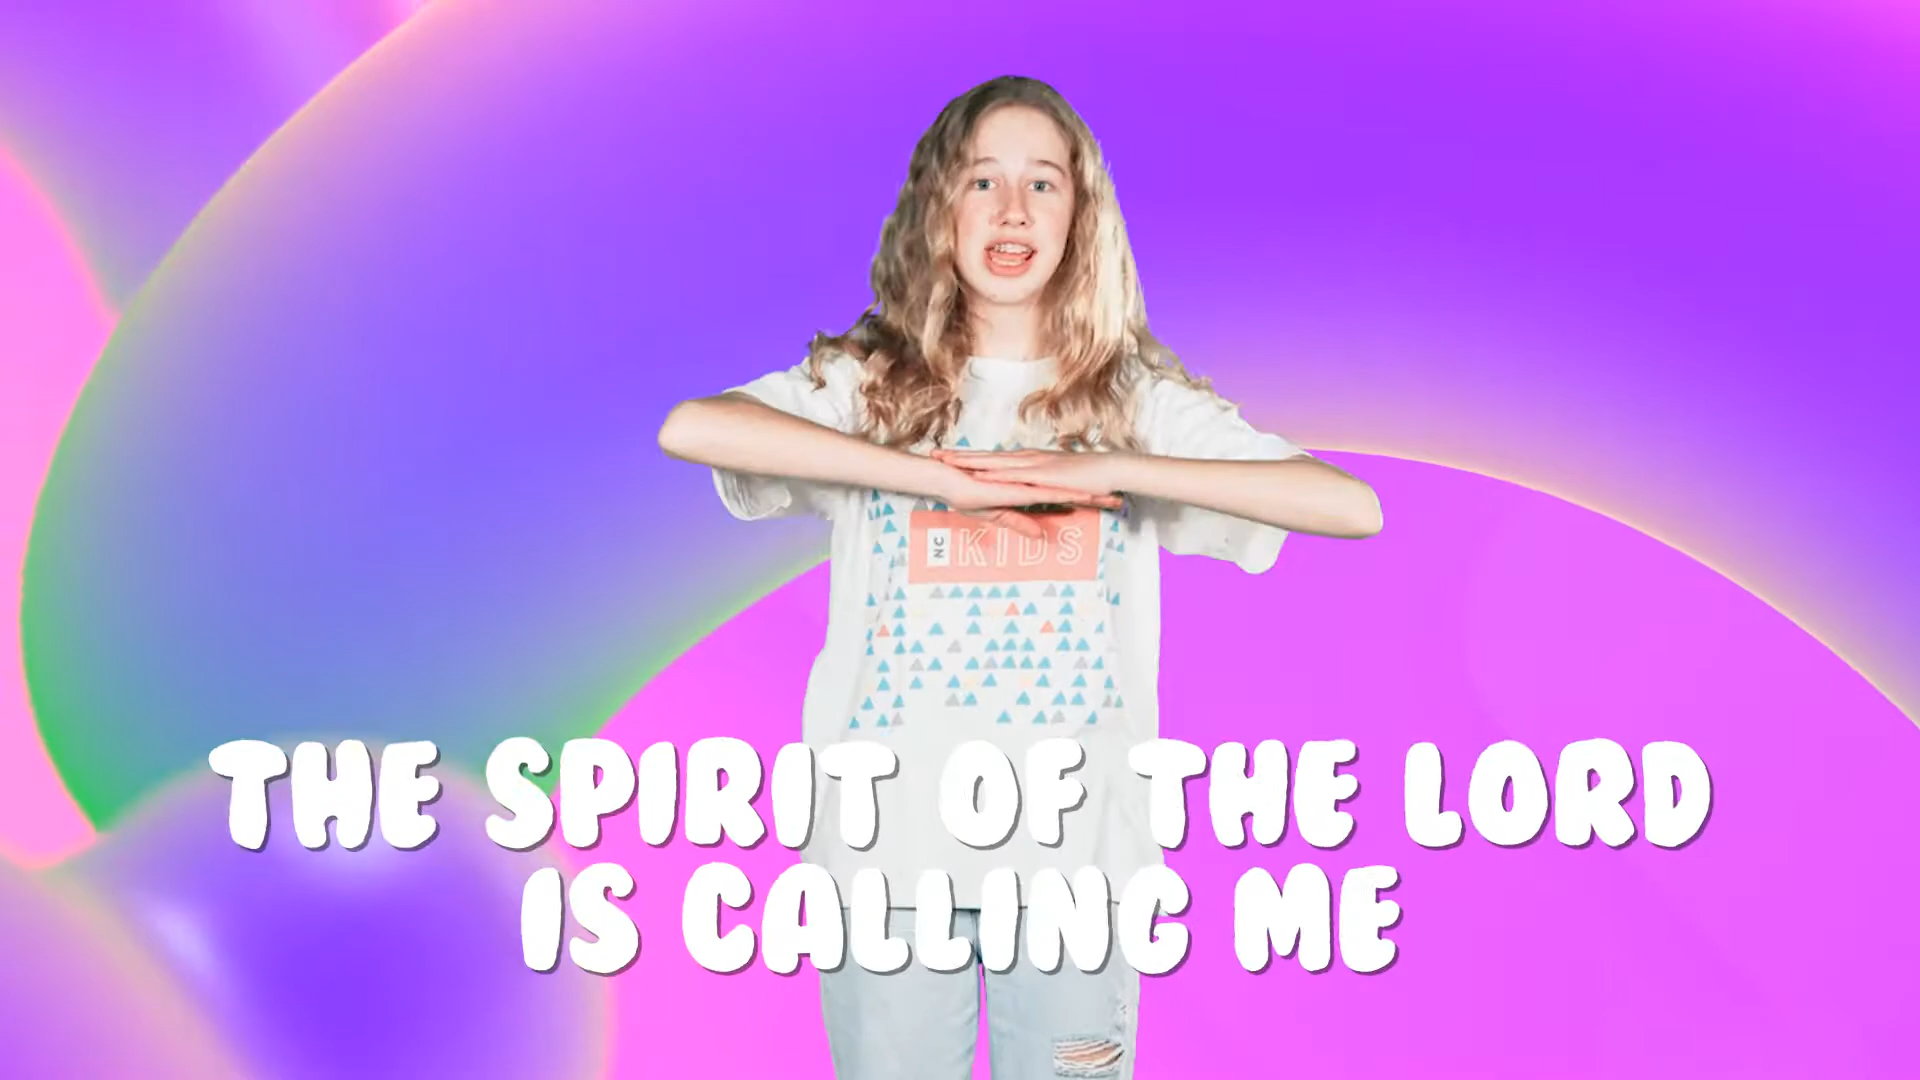 NC KIDS
THE SPIRIT OF THE LORD
IS CALLING ME